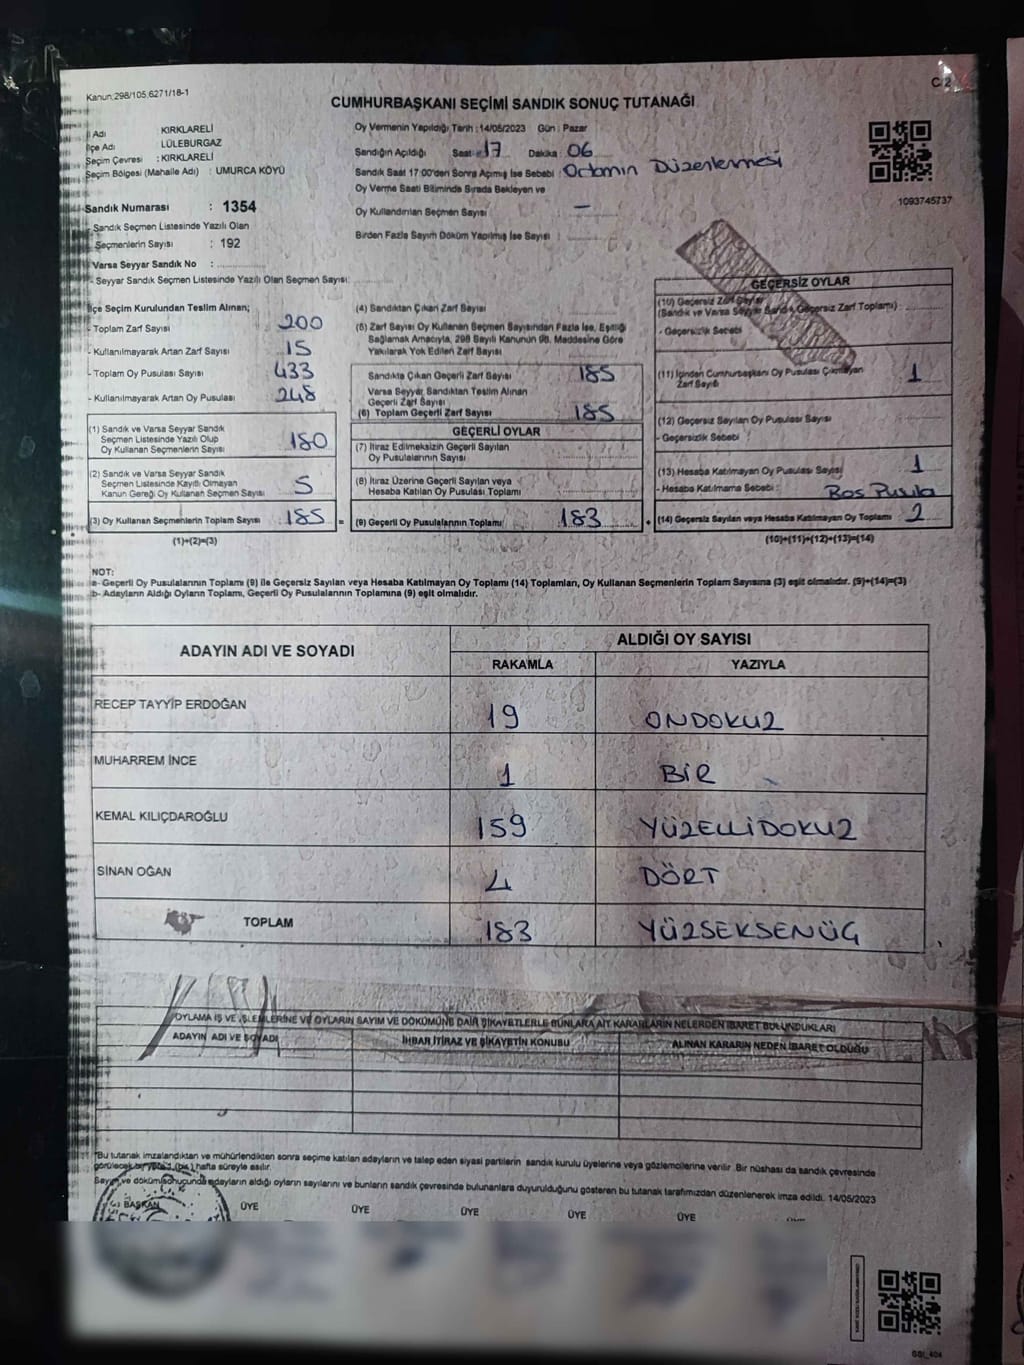 Kanun:298/105,6271/18-1
C 2
CUMHURBAŞKANI SEÇİMİ SANDIK SONUÇ TUTANAĞI
İl Adı : KIRKLARELİ
İlçe Adı : LÜLEBURGAZ
Seçim Çevresi : KIRKLARELİ
Seçim Bölgesi (Mahalle Adı) : UMURCA KÖYÜ
Sandık Numarası : 1354
- Sandık Seçmen Listesinde Yazılı Olan
Seçmenlerin Sayısı : 192
Varsa Seyyar Sandık No :
- Seyyar Sandık Seçmen Listesinde Yazılı Olan Seçmen Sayısı:
Oy Vermenin Yapıldığı Tarih :14/05/2023 Gün : Pazar
Sandığın Açıldığı Saat : 17 Dakika : 06
Sandık Saat 17:00'den Sonra Açılmış İse Sebebi : Ortamın Düzenlenmesi
Oy Verme Saati Bitiminde Sırada Bekleyen ve
Oy Kullandırılan Seçmen Sayısı —
Birden Fazla Sayım Döküm Yapılmış İse Sayısı
1093745737
İlçe Seçim Kurulundan Teslim Alınan;
- Toplam Zarf Sayısı 200
- Kullanılmayarak Artan Zarf Sayısı 15
- Toplam Oy Pusulası Sayısı 433
- Kullanılmayarak Artan Oy Pusulası 248
(1) Sandık ve Varsa Seyyar Sandık
Seçmen Listesinde Yazılı Olup
Oy Kullanan Seçmenlerin Sayısı 180
(2) Sandık ve Varsa Seyyar Sandık
Seçmen Listesinde Kayıtlı Olmayan
Kanun Gereği Oy Kullanan Seçmen Sayısı 5
(3) Oy Kullanan Seçmenlerin Toplam Sayısı 185 =
(1)+(2)=(3)
(4) Sandıktan Çıkan Zarf Sayısı
(5) Zarf Sayısı Oy Kullanan Seçmen Sayısından Fazla İse, Eşitliği
Sağlamak Amacıyla, 298 Sayılı Kanunun 98. Maddesine Göre
Yakılarak Yok Edilen Zarf Sayısı
Sandıkta Çıkan Geçerli Zarf Sayısı 185
Varsa Seyyar Sandıktan Teslim Alınan
Geçerli Zarf Sayısı
(6) Toplam Geçerli Zarf Sayısı 185
GEÇERLİ OYLAR
(7) İtiraz Edilmeksizin Geçerli Sayılan
Oy Pusulalarının Sayısı
(8) İtiraz Üzerine Geçerli Sayılan veya
Hesaba Katılan Oy Pusulası Toplamı
(9) Geçerli Oy Pusulalarının Toplamı 183 +
GEÇERSİZ OYLAR
(10) Geçersiz Zarf Sayısı
(Sandık ve Varsa Seyyar Sandık Geçersiz Zarf Toplamı)
- Geçersizlik Sebebi
(11) İçinden Cumhurbaşkanı Oy Pusulası Çıkmayan
Zarf Sayısı 1
(12) Geçersiz Sayılan Oy Pusulası Sayısı
- Geçersizlik Sebebi
(13) Hesaba Katılmayan Oy Pusulası Sayısı 1
- Hesaba Katılmama Sebebi : Boş Pusula
(14) Geçersiz Sayılan veya Hesaba Katılmayan Oy Toplamı 2
(10)+(11)+(12)+(13)=(14)
NOT:
a- Geçerli Oy Pusulalarının Toplamı (9) ile Geçersiz Sayılan veya Hesaba Katılmayan Oy Toplamı (14) Toplamları, Oy Kullanan Seçmenlerin Toplam Sayısına (3) eşit olmalıdır. (9)+(14)=(3)
b- Adayların Aldığı Oyların Toplamı, Geçerli Oy Pusulalarının Toplamına (9) eşit olmalıdır.
ADAYIN ADI VE SOYADI ALDIĞI OY SAYISI
RAKAMLA YAZIYLA
RECEP TAYYİP ERDOĞAN 19 ONDOKUZ
MUHARREM İNCE 1 BİR
KEMAL KILIÇDAROĞLU 159 YÜZELLİDOKUZ
SİNAN OĞAN 4 DÖRT
TOPLAM 183 YÜZSEKSENÜÇ
OYLAMA İŞ VE İŞLEMLERİNE VE OYLARIN SAYIM VE DÖKÜMÜNE DAİR ŞİKAYETLERLE BUNLARA AİT KARARLARIN NELERDEN İBARET BULUNDUKLARI
ADAYIN ADI VE SOYADI İHBAR İTİRAZ VE ŞİKAYETİN KONUSU ALINAN KARARIN NEDEN İBARET OLDUĞU
*Bu tutanak imzalandıktan ve mühürlendikten sonra seçime katılan adayların ve talep eden siyasi partilerin sandık kurulu üyelerine veya gözlemcilerine verilir. Bir nüshası da sandık çevresinde
görülecek bir yere 1 (bir) hafta süreyle asılır.
Sayım ve döküm sonucunda adayların aldığı oyların sayılarını ve bunların sandık çevresinde bulunanlara duyurulduğunu gösteren bu tutanak tarafımızdan düzenlenerek imza edildi. 14/05/2023
BAŞKAN ÜYE ÜYE ÜYE ÜYE ÜYE